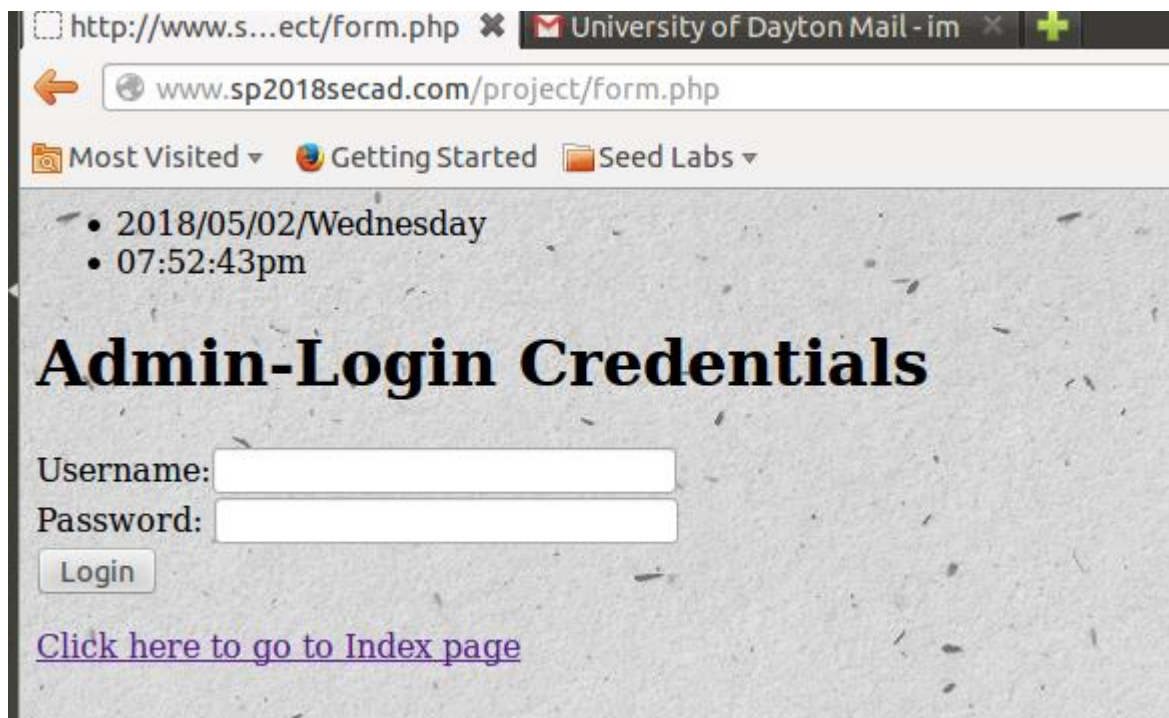 http://www.s...ect/form.php University of Dayton Mail - im
www.sp2018secad.com/project/form.php
Most Visited Getting Started Seed Labs
2018/05/02/Wednesday
07:52:43pm
Admin-Login Credentials
Username:
Password:
Login
Click here to go to Index page